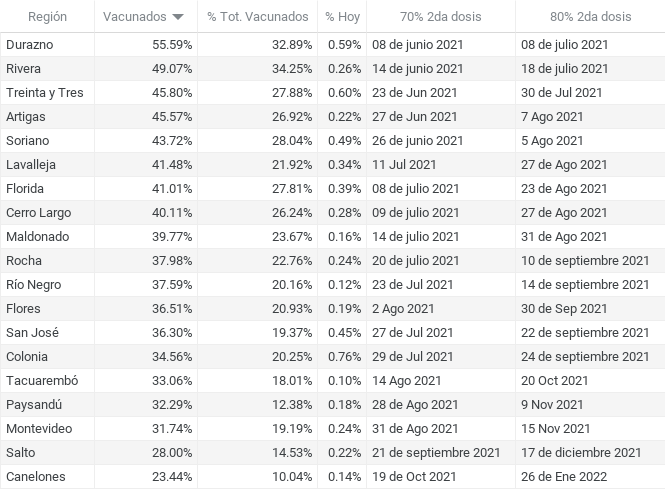 Región Vacunados % Tot. Vacunados % Hoy 70% 2da dosis 80% 2da dosis
Durazno 55.59% 32.89% 0.59% 08 de junio 2021 08 de julio 2021
Rivera 49.07% 34.25% 0.26% 14 de junio 2021 18 de julio 2021
Treinta y Tres 45.80% 27.88% 0.60% 23 de Jun 2021 30 de Jul 2021
Artigas 45.57% 26.92% 0.22% 27 de Jun 2021 7 Ago 2021
Soriano 43.72% 28.04% 0.49% 26 de junio 2021 5 Ago 2021
Lavalleja 41.48% 21.92% 0.34% 11 Jul 2021 27 de Ago 2021
Florida 41.01% 27.81% 0.39% 08 de julio 2021 23 de Ago 2021
Cerro Largo 40.11% 26.24% 0.28% 09 de julio 2021 27 de Ago 2021
Maldonado 39.77% 23.67% 0.16% 14 de julio 2021 31 de Ago 2021
Rocha 37.98% 22.76% 0.24% 20 de julio 2021 10 de septiembre 2021
Río Negro 37.59% 20.16% 0.12% 23 de Jul 2021 14 de septiembre 2021
Flores 36.51% 20.93% 0.19% 2 Ago 2021 30 de Sep 2021
San José 36.30% 19.37% 0.45% 27 de Jul 2021 22 de septiembre 2021
Colonia 34.56% 20.25% 0.76% 29 de Jul 2021 24 de septiembre 2021
Tacuarembó 33.06% 18.01% 0.10% 14 Ago 2021 20 Oct 2021
Paysandú 32.29% 12.38% 0.18% 28 de Ago 2021 9 Nov 2021
Montevideo 31.74% 19.19% 0.24% 31 de Ago 2021 15 Nov 2021
Salto 28.00% 14.53% 0.22% 21 de septiembre 2021 17 de diciembre 2021
Canelones 23.44% 10.04% 0.14% 19 de Oct 2021 26 de Ene 2022